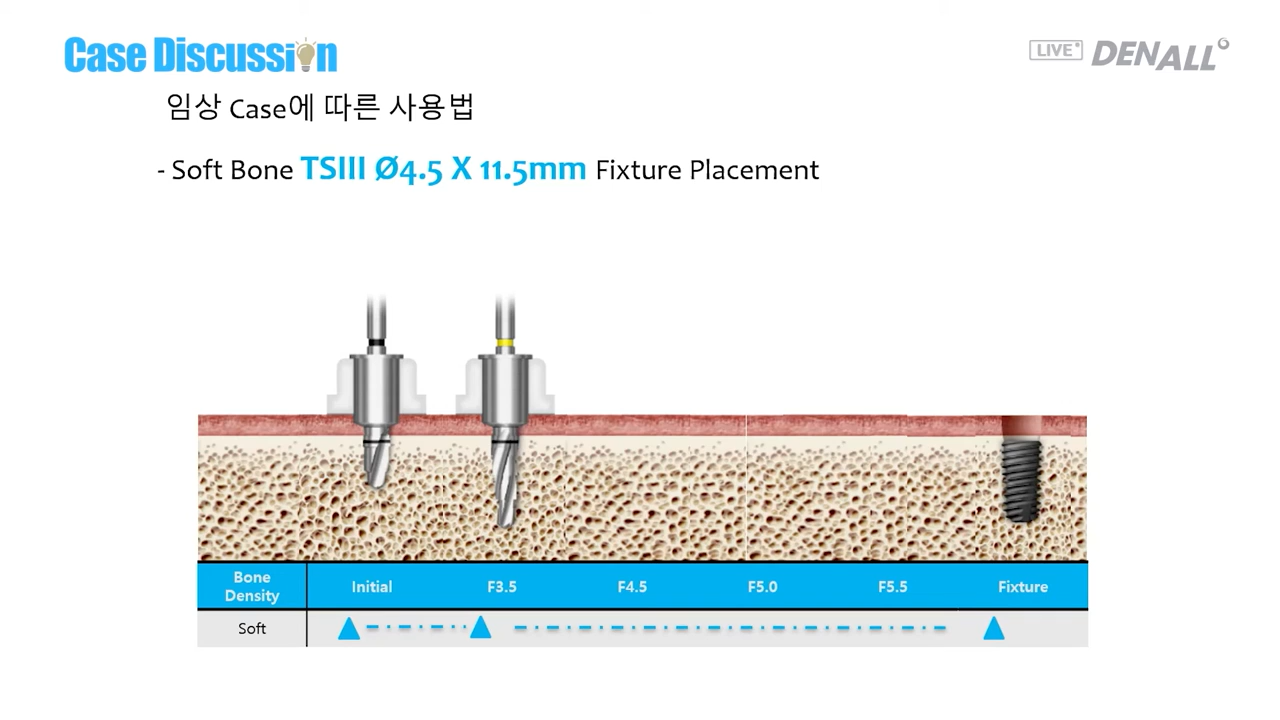 Case Discussion
LIVE DENALL
임상 Case에 따른 사용법
- Soft Bone TSIII Ø4.5 X 11.5mm Fixture Placement
Bone Density Initial F3.5 F4.5 F5.0 F5.5 Fixture
Soft